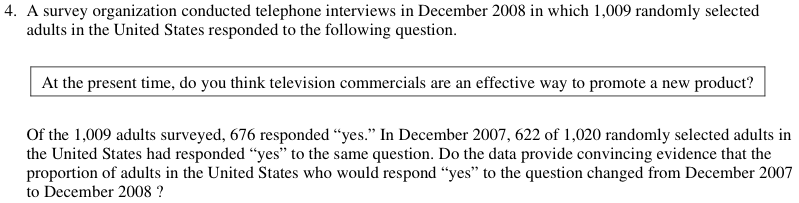 4. A survey organization conducted telephone interviews in December 2008 in which 1,009 randomly selected
adults in the United States responded to the following question.
At the present time, do you think television commercials are an effective way to promote a new product?
Of the 1,009 adults surveyed, 676 responded “yes.” In December 2007, 622 of 1,020 randomly selected adults in
the United States had responded “yes” to the same question. Do the data provide convincing evidence that the
proportion of adults in the United States who would respond “yes” to the question changed from December 2007
to December 2008 ?